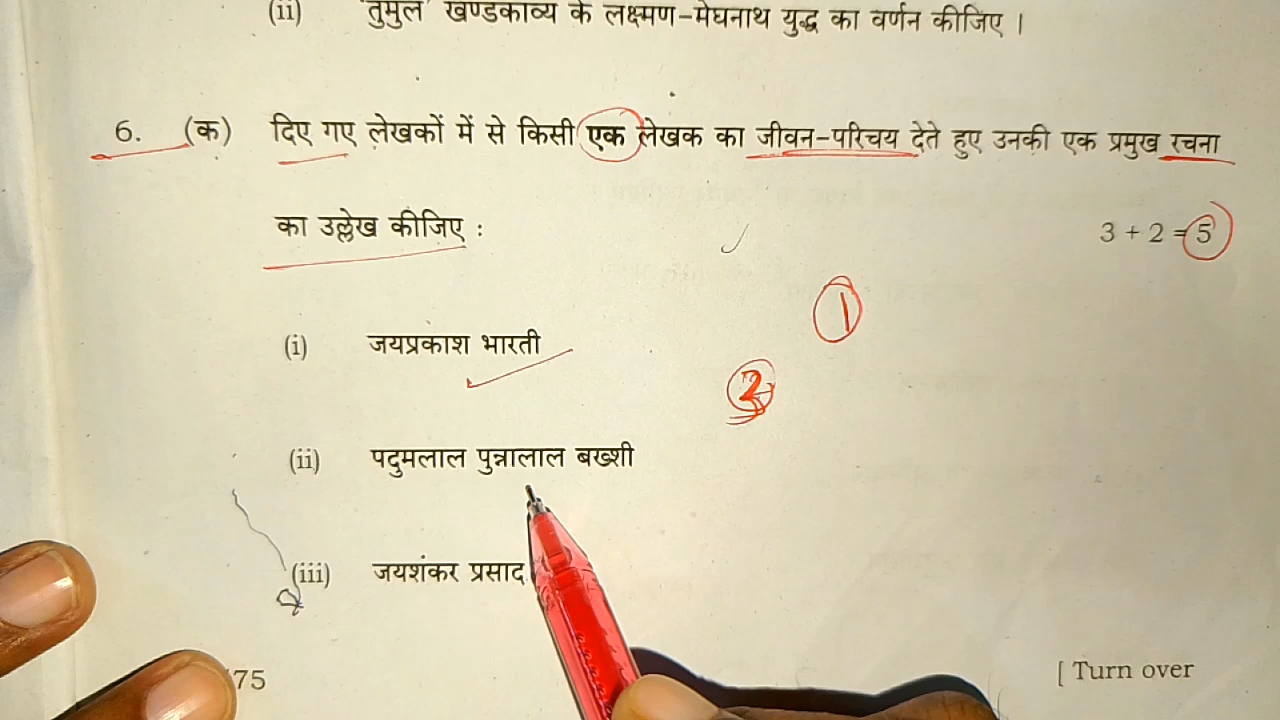 (ii) तुमुल खण्डकाव्य के लक्ष्मण-मेघनाथ युद्ध का वर्णन कीजिए ।
6. (क) दिए गए लेखकों में से किसी एक लेखक का जीवन-परिचय देते हुए उनकी एक प्रमुख रचना
का उल्लेख कीजिए : 3 + 2 = 5
1
(i) जयप्रकाश भारती
2
(ii) पदुमलाल पुन्नालाल बख्शी
(iii) जयशंकर प्रसाद
75 [ Turn over